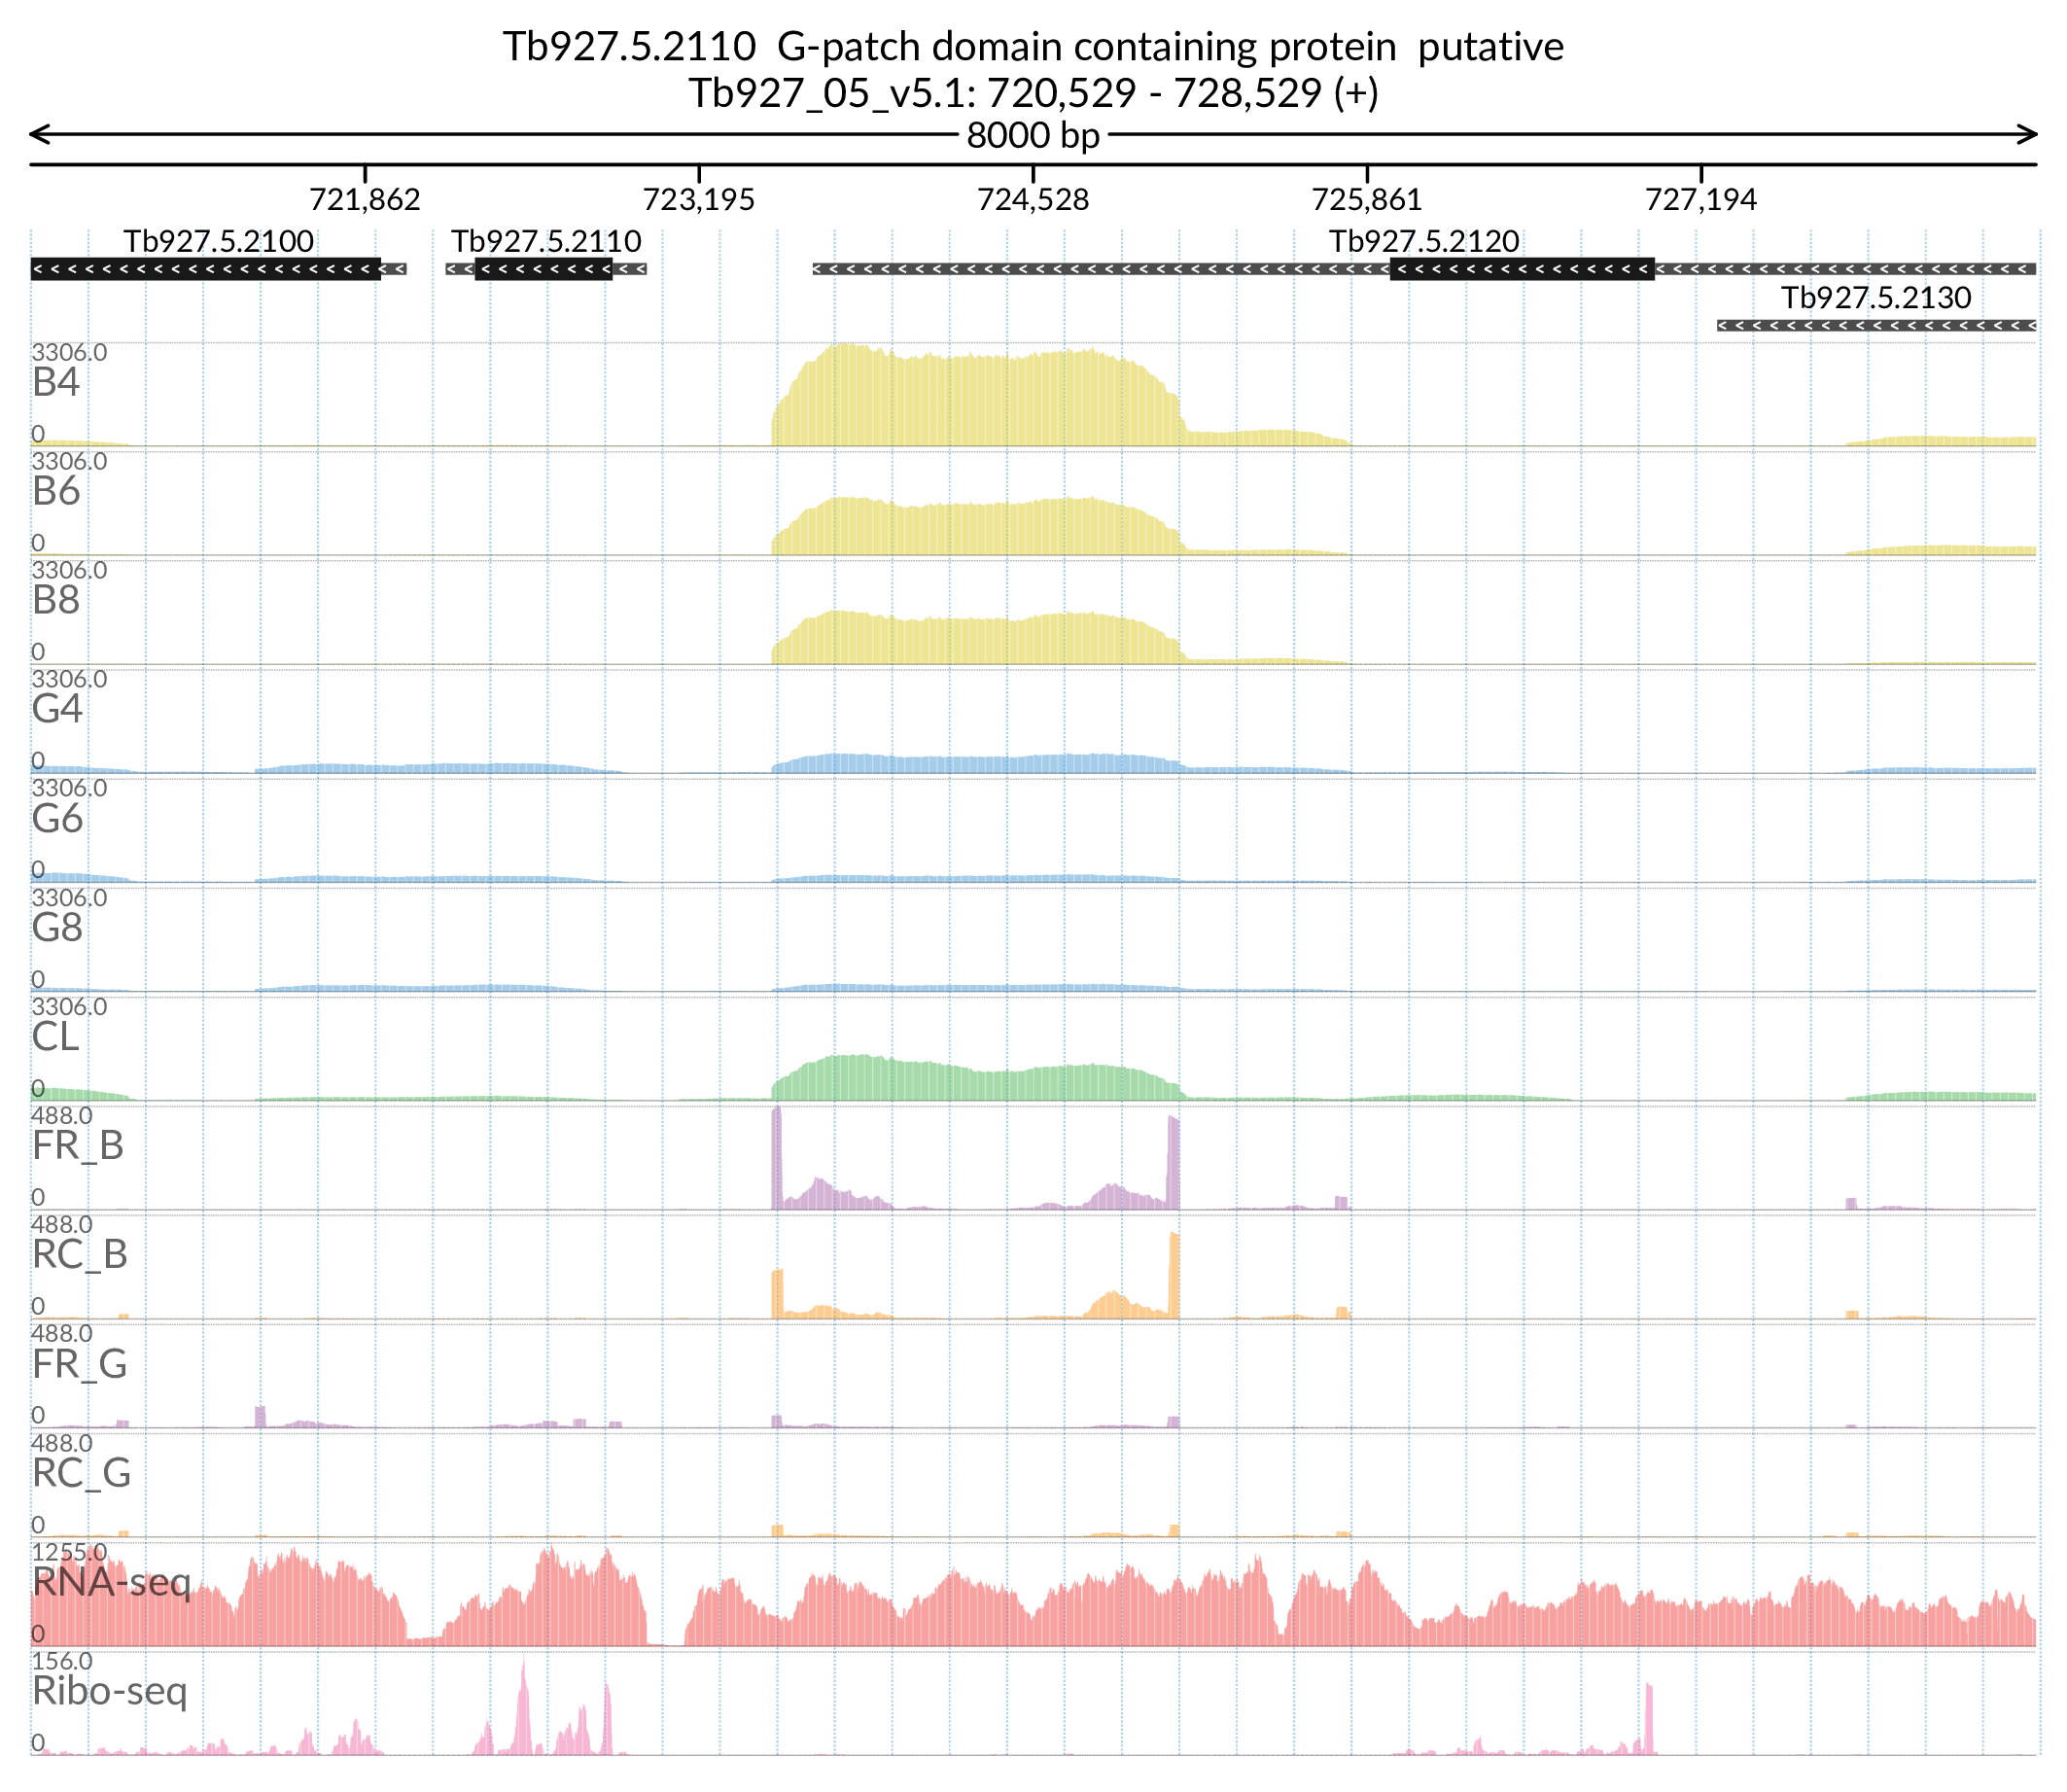 Tb927.5.2110  G-patch domain containing protein  putative
Tb927_05_v5.1: 720,529 - 728,529 (+)
8000 bp
721,862 723,195 724,528 725,861 727,194
Tb927.5.2100 Tb927.5.2110 Tb927.5.2120
Tb927.5.2130
3306.0
B4
0
3306.0
B6
0
3306.0
B8
0
3306.0
G4
0
3306.0
G6
0
3306.0
G8
0
3306.0
CL
0
488.0
FR_B
0
488.0
RC_B
0
488.0
FR_G
0
488.0
RC_G
0
1255.0
RNA-seq
0
156.0
Ribo-seq
0